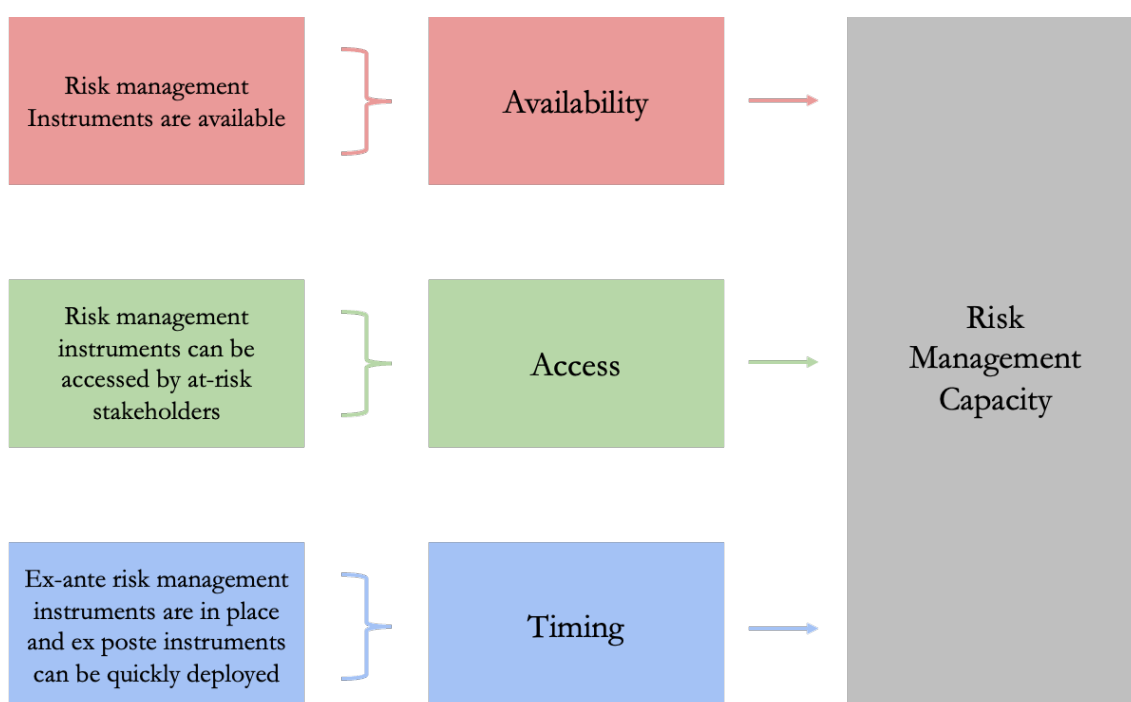 Risk management
Instruments are available
Availability
Risk management
instruments can be
accessed by at-risk
stakeholders
Access
Risk
Management
Capacity
Ex-ante risk management
instruments are in place
and ex poste instruments
can be quickly deployed
Timing